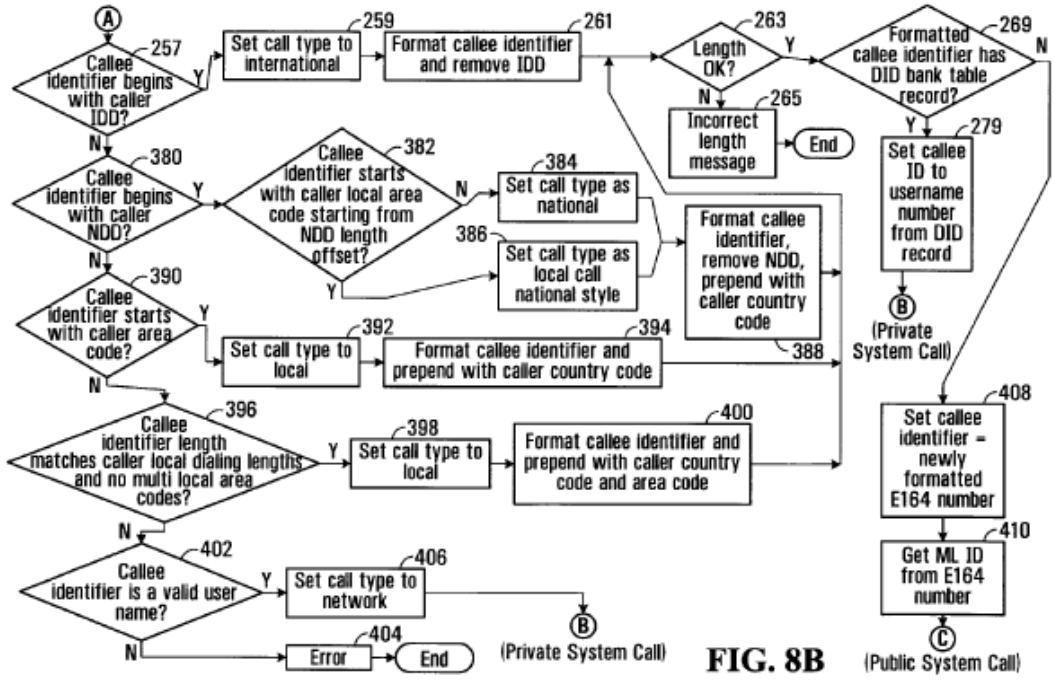 A
257
Callee
identifier begins
with caller
IDD?
Y
N
259
Set call type to
international
261
Format callee identifier
and remove IDD
263
Length
OK?
Y
N
265
Incorrect
length
message
End
269
Formatted
callee identifier has
DID bank table
record?
N
Y
279
Set callee
ID to
username
number
from DID
record
B
(Private
System Call)
380
Callee
identifier begins
with caller
NDD?
Y
N
382
Callee
identifier starts
with caller local area
code starting from
NDD length
offset?
N
Y
384
Set call type as
national
386
Set call type as
local call
national style
Format callee
identifier,
remove NDD,
prepend with
caller country
code
388
390
Callee
identifier starts
with caller area
code?
Y
N
392
Set call type to
local
394
Format callee identifier and
prepend with caller country code
396
Callee
identifier length
matches caller local dialing lengths
and no multi local area
codes?
Y
N
398
Set call type to
local
400
Format callee identifier and
prepend with caller country
code and area code
408
Set callee
identifier =
newly
formatted
E164 number
410
Get ML ID
from E164
number
C
(Public System Call)
402
Callee
identifier is a valid user
name?
Y
N
406
Set call type to
network
B
(Private System Call)
404
Error
End
FIG. 8B